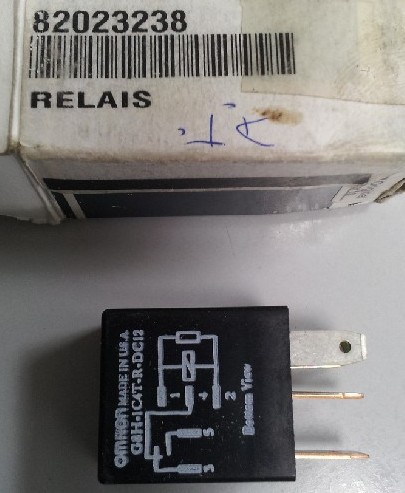 82023238
RELAIS
OMRON MADE IN U.S.A.
G8H-1C4T-R-DC12
1 4 2
5
3
Bottom View